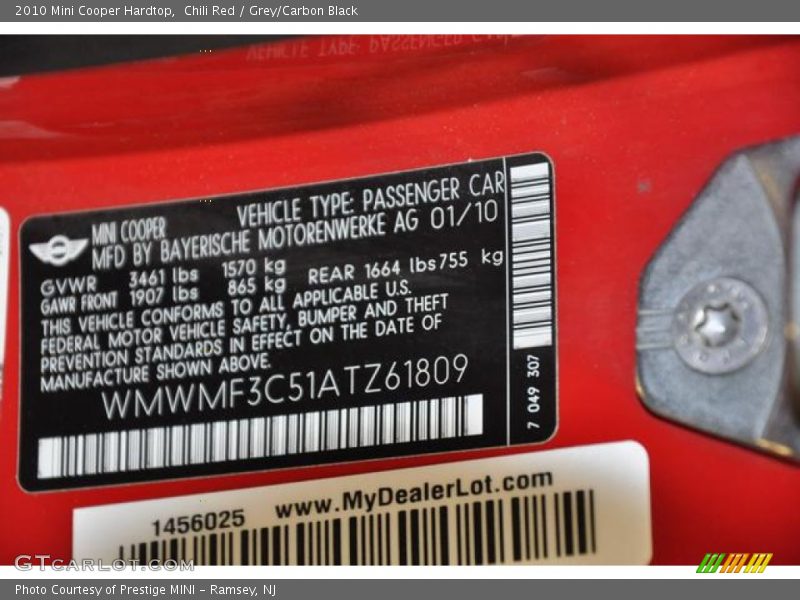 2010 Mini Cooper Hardtop,  Chili Red / Grey/Carbon Black
MINI COOPER
VEHICLE TYPE: PASSENGER CAR
MFD BY BAYERISCHE MOTORENWERKE AG 01/10
GVWR 3461 lbs 1570 kg
GAWR FRONT 1907 lbs 865 kg REAR 1664 lbs 755 kg
THIS VEHICLE CONFORMS TO ALL APPLICABLE U.S.
FEDERAL MOTOR VEHICLE SAFETY, BUMPER AND THEFT
PREVENTION STANDARDS IN EFFECT ON THE DATE OF
MANUFACTURE SHOWN ABOVE.
WMWMF3C51ATZ61809
7 049 307
1456025 www.MyDealerLot.com
GTCarLot.com
Photo Courtesy of Prestige MINI - Ramsey, NJ